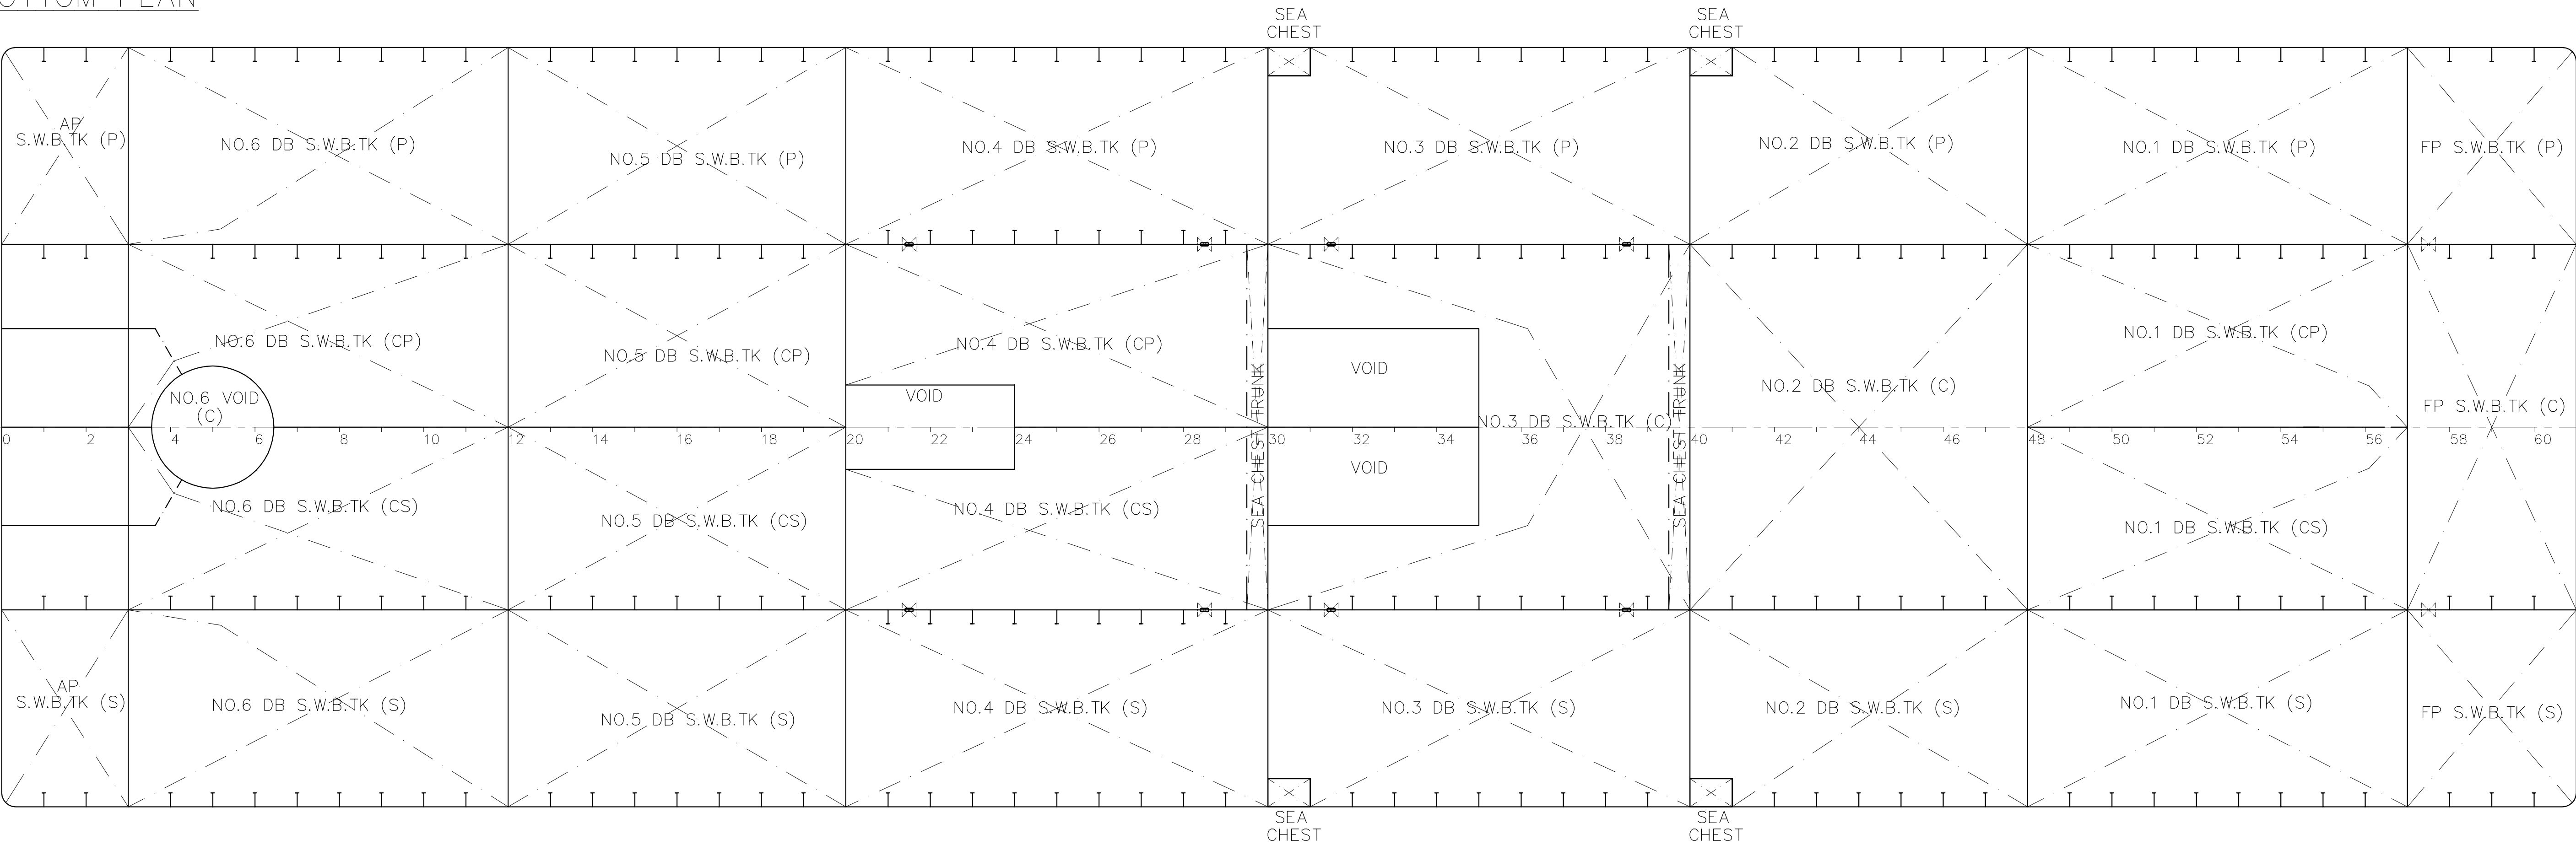 BOTTOM PLAN
SEA
CHEST
SEA
CHEST
AP
S.W.B.TK (P)
NO.6 DB S.W.B.TK (P)
NO.5 DB S.W.B.TK (P)
NO.4 DB S.W.B.TK (P)
NO.3 DB S.W.B.TK (P)
NO.2 DB S.W.B.TK (P)
NO.1 DB S.W.B.TK (P)
FP S.W.B.TK (P)
NO.6 DB S.W.B.TK (CP)
NO.5 DB S.W.B.TK (CP)
NO.4 DB S.W.B.TK (CP)
NO.1 DB S.W.B.TK (CP)
VOID
VOID
NO.6 VOID
(C)
SEA CHEST TRUNK
NO.3 DB S.W.B.TK (C)
SEA CHEST TRUNK
NO.2 DB S.W.B.TK (C)
FP S.W.B.TK (C)
0 2 4 6 8 10 12 14 16 18 20 22 24 26 28 30 32 34 36 38 40 42 44 46 48 50 52 54 56 58 60
VOID
NO.6 DB S.W.B.TK (CS)
NO.5 DB S.W.B.TK (CS)
NO.4 DB S.W.B.TK (CS)
NO.1 DB S.W.B.TK (CS)
AP
S.W.B.TK (S)
NO.6 DB S.W.B.TK (S)
NO.5 DB S.W.B.TK (S)
NO.4 DB S.W.B.TK (S)
NO.3 DB S.W.B.TK (S)
NO.2 DB S.W.B.TK (S)
NO.1 DB S.W.B.TK (S)
FP S.W.B.TK (S)
SEA
CHEST
SEA
CHEST